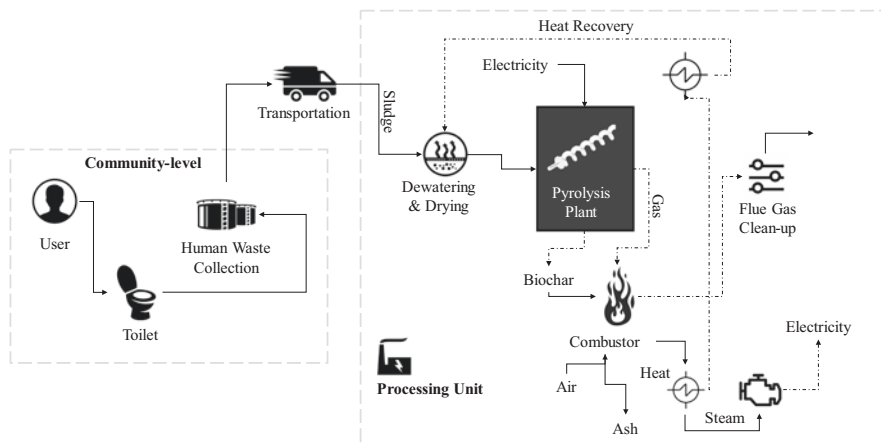 Heat Recovery
Electricity
Transportation
Sludge
Community-level
Dewatering
& Drying
Pyrolysis
Plant
Gas
User
Human Waste
Collection
Flue Gas
Clean-up
Biochar
Toilet
Combustor
Electricity
Processing Unit
Air
Heat
Steam
Ash